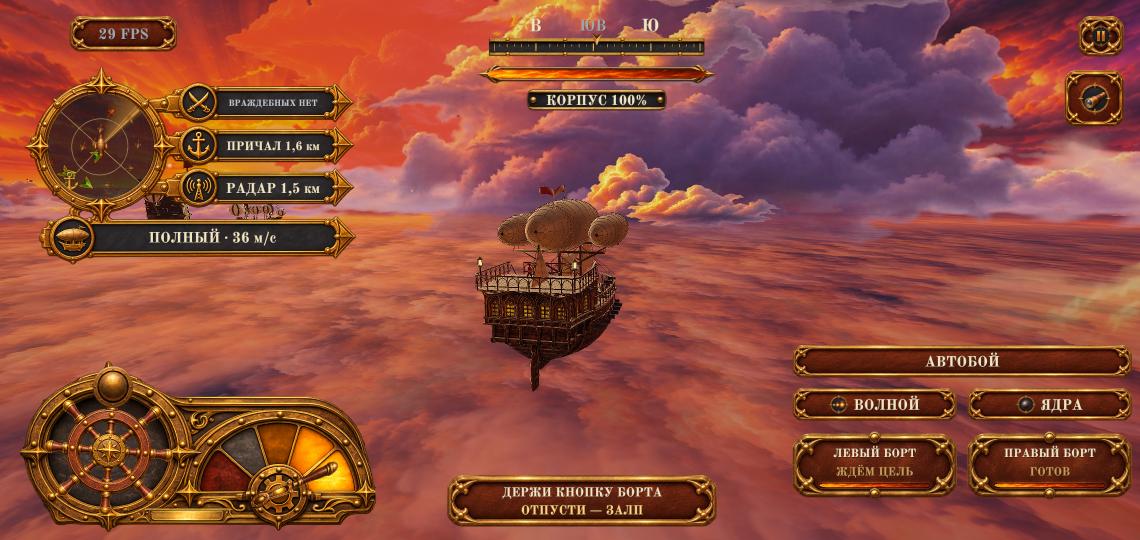 29 FPS
В ЮВ Ю
КОРПУС 100%
ВРАЖДЕБНЫХ НЕТ
ПРИЧАЛ 1,6 км
РАДАР 1,5 км
ПОЛНЫЙ · 36 м/с
АВТОБОЙ
ВОЛНОЙ
ЯДРА
ЛЕВЫЙ БОРТ
ЖДЁМ ЦЕЛЬ
ПРАВЫЙ БОРТ
ГОТОВ
ДЕРЖИ КНОПКУ БОРТА
ОТПУСТИ — ЗАЛП